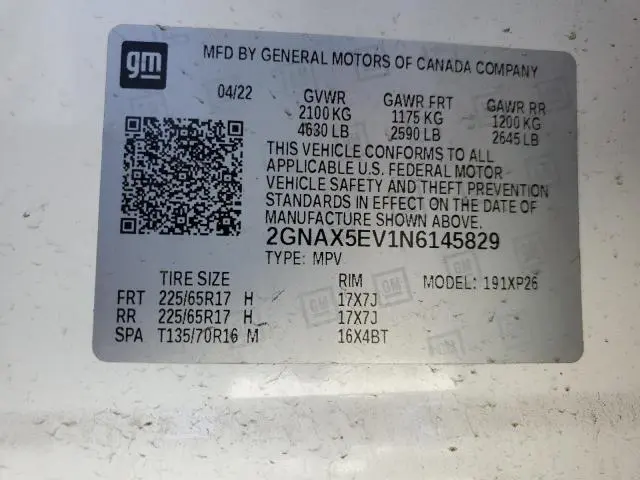 gm
MFD BY GENERAL MOTORS OF CANADA COMPANY
04/22 GVWR GAWR FRT GAWR RR
2100 KG 1175 KG 1200 KG
4630 LB 2590 LB 2645 LB
THIS VEHICLE CONFORMS TO ALL
APPLICABLE U.S. FEDERAL MOTOR
VEHICLE SAFETY AND THEFT PREVENTION
STANDARDS IN EFFECT ON THE DATE OF
MANUFACTURE SHOWN ABOVE.
2GNAX5EV1N6145829
TYPE: MPV
TIRE SIZE RIM MODEL: 191XP26
FRT 225/65R17 H 17X7J
RR 225/65R17 H 17X7J
SPA T135/70R16 M 16X4BT